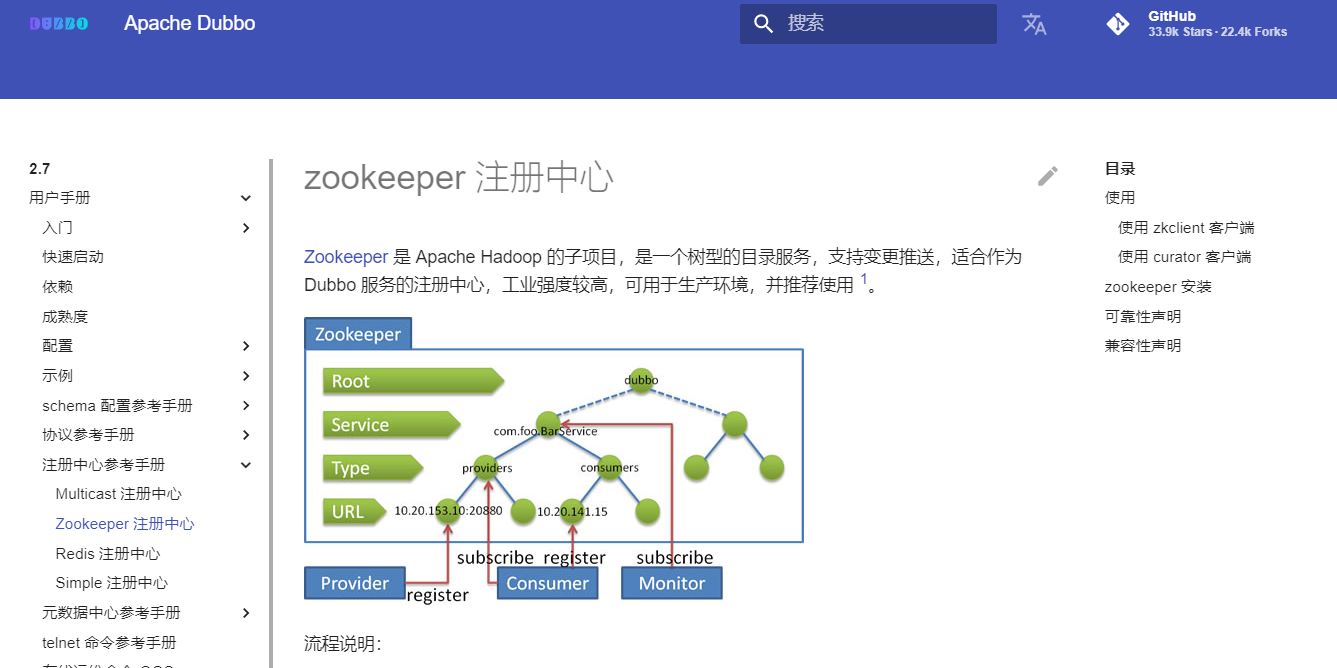 DUBBO
Apache Dubbo
搜索
GitHub
33.9k Stars · 22.4k Forks
2.7
用户手册
入门
快速启动
依赖
成熟度
配置
示例
schema 配置参考手册
协议参考手册
注册中心参考手册
Multicast 注册中心
Zookeeper 注册中心
Redis 注册中心
Simple 注册中心
元数据中心参考手册
telnet 命令参考手册
zookeeper 注册中心
Zookeeper 是 Apache Hadoop 的子项目，是一个树型的目录服务，支持变更推送，适合作为
Dubbo 服务的注册中心，工业强度较高，可用于生产环境，并推荐使用 1。
Zookeeper
Root
dubbo
Service
com.foo.BarService
Type
providers
consumers
URL
10.20.153.10:20880
10.20.141.15
subscribe
register
subscribe
Provider
register
Consumer
Monitor
流程说明：
目录
使用
使用 zkclient 客户端
使用 curator 客户端
zookeeper 安装
可靠性声明
兼容性声明